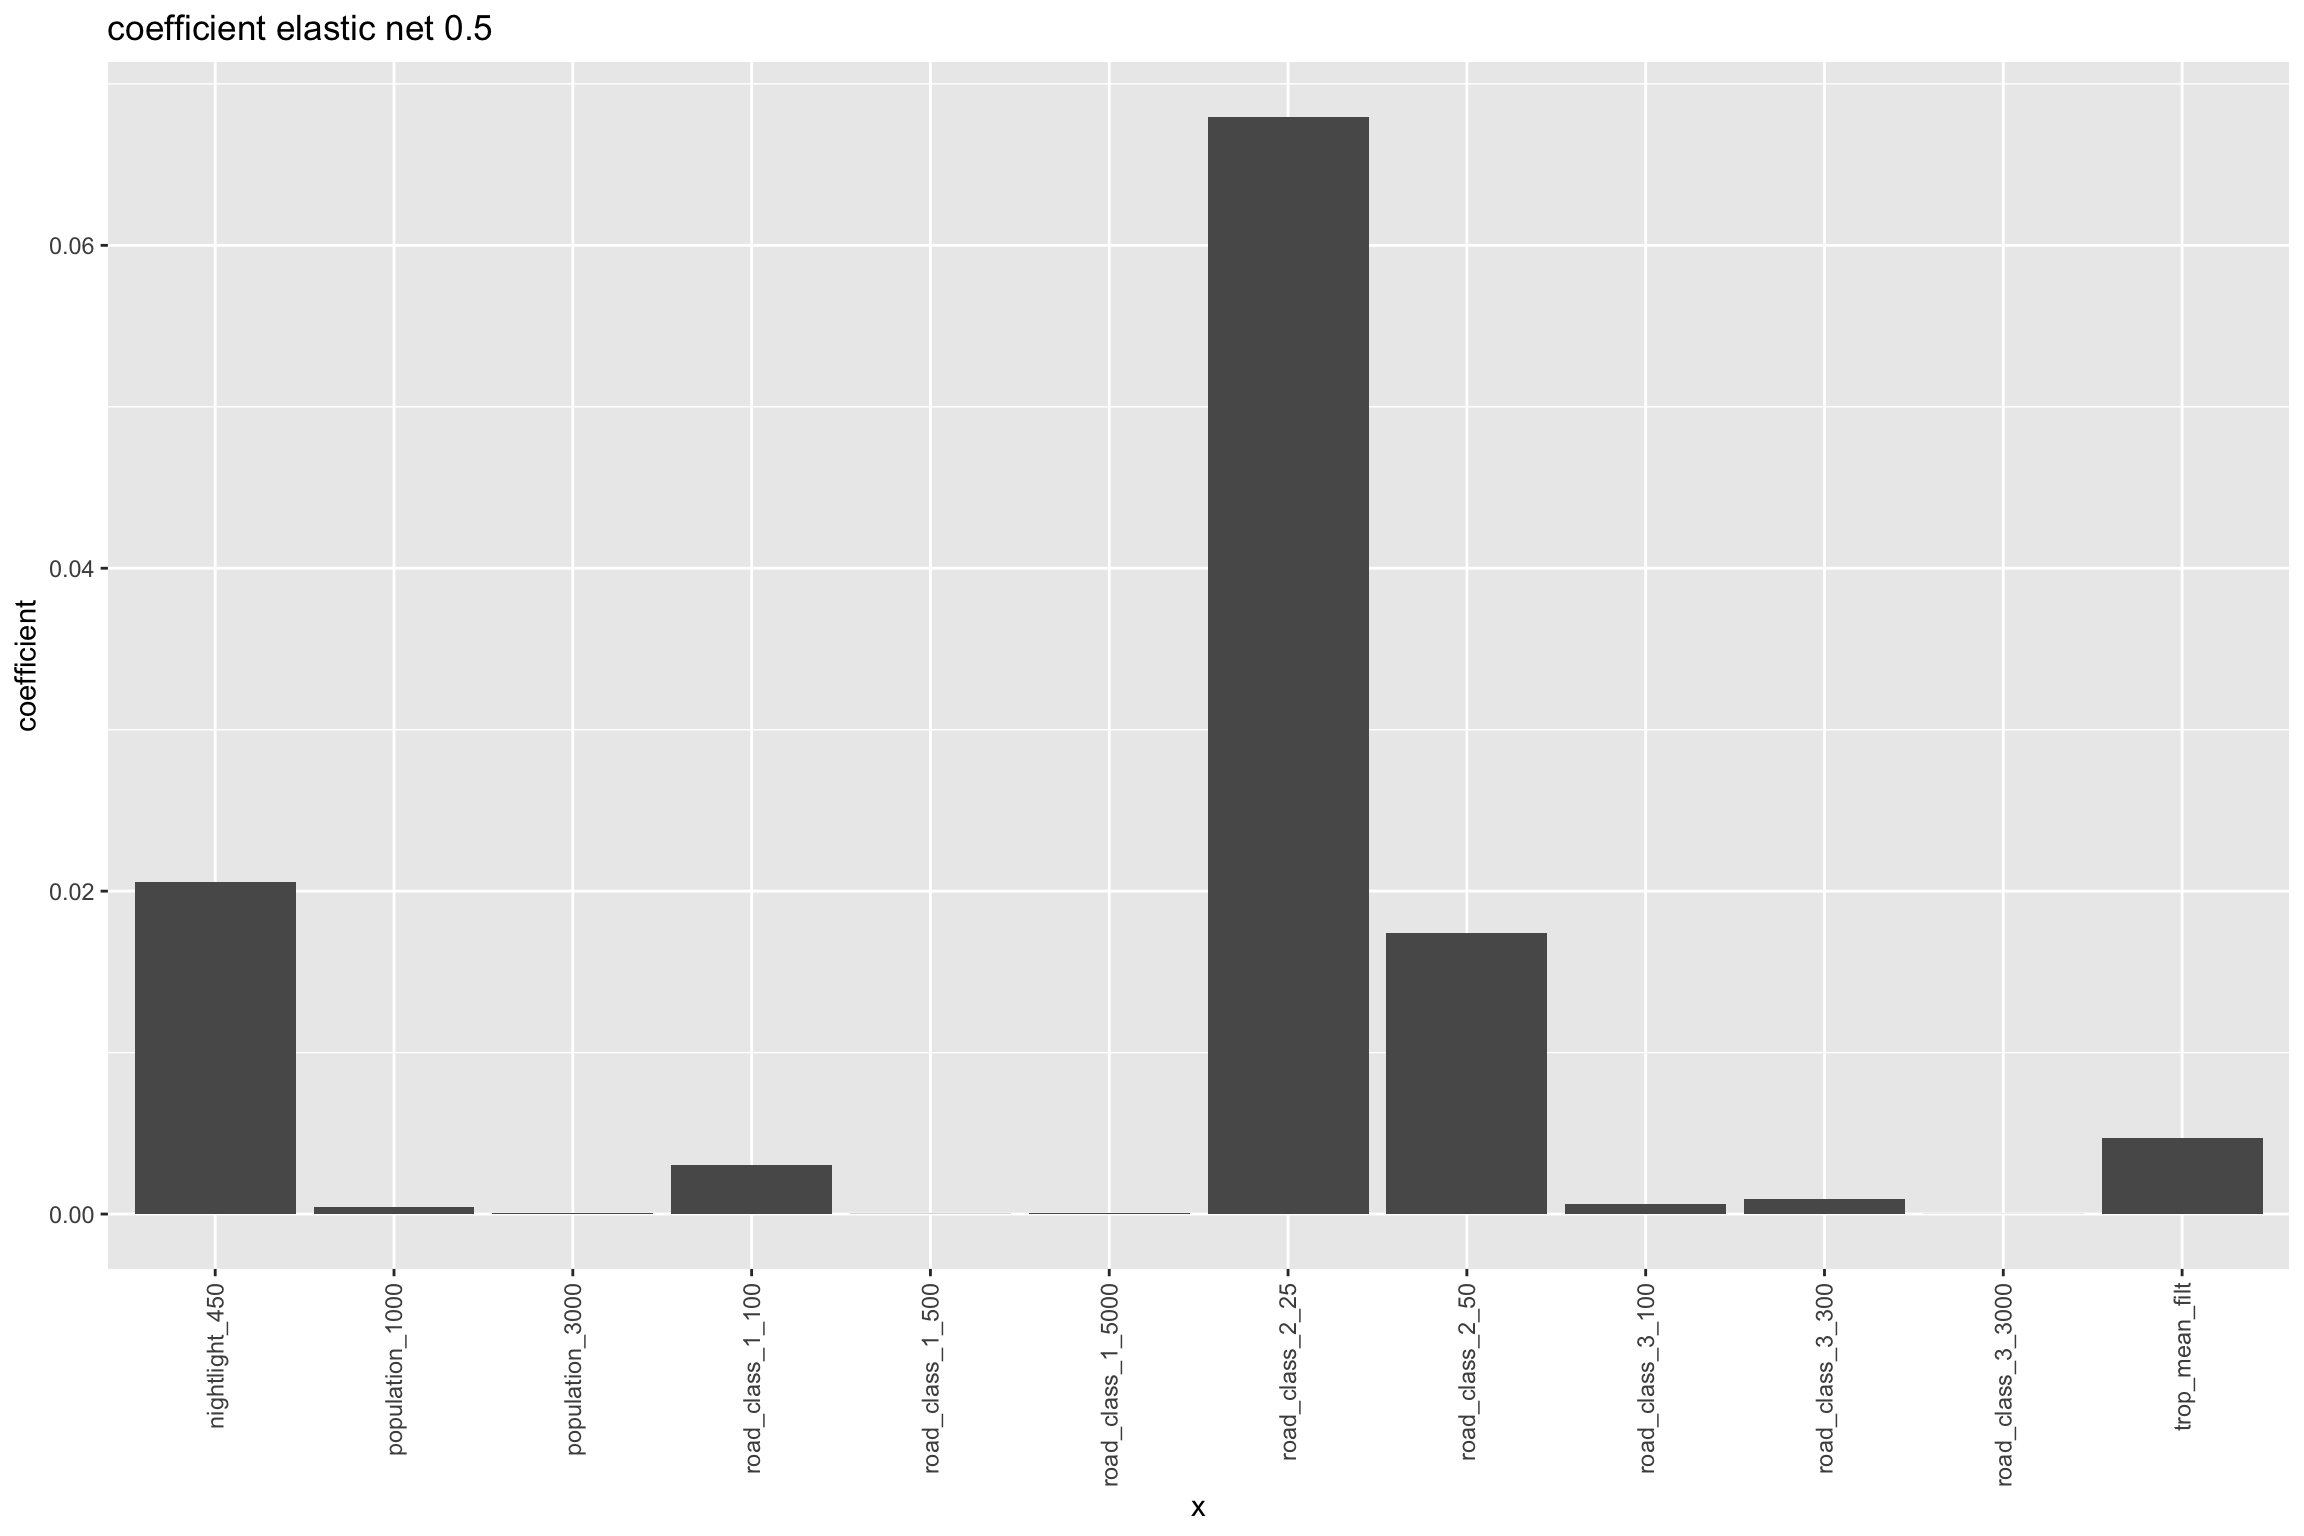 coefficient elastic net 0.5
coefficient
0.06
0.04
0.02
0.00
nightlight_450
population_1000
population_3000
road_class_1_100
road_class_1_500
road_class_1_5000
road_class_2_25
road_class_2_50
road_class_3_100
road_class_3_300
road_class_3_3000
trop_mean_filt
x